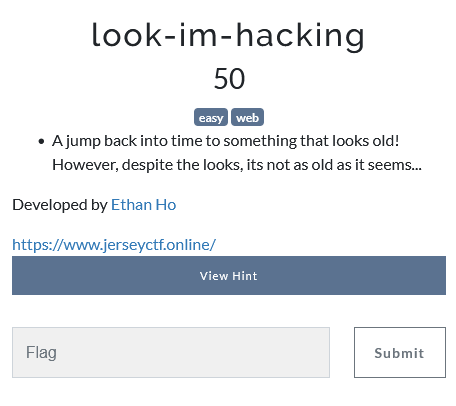 look-im-hacking
50
easy web
• A jump back into time to something that looks old!
However, despite the looks, its not as old as it seems...
Developed by Ethan Ho
https://www.jerseyctf.online/
View Hint
Flag
Submit